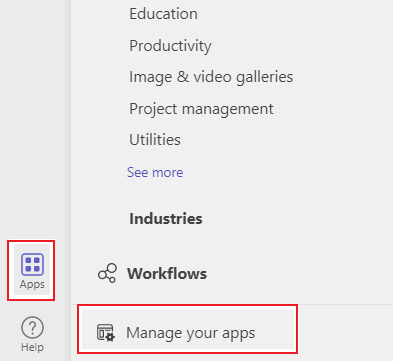 Education
Productivity
Image & video galleries
Project management
Utilities
See more
Industries
Workflows
Manage your apps
Apps
Help